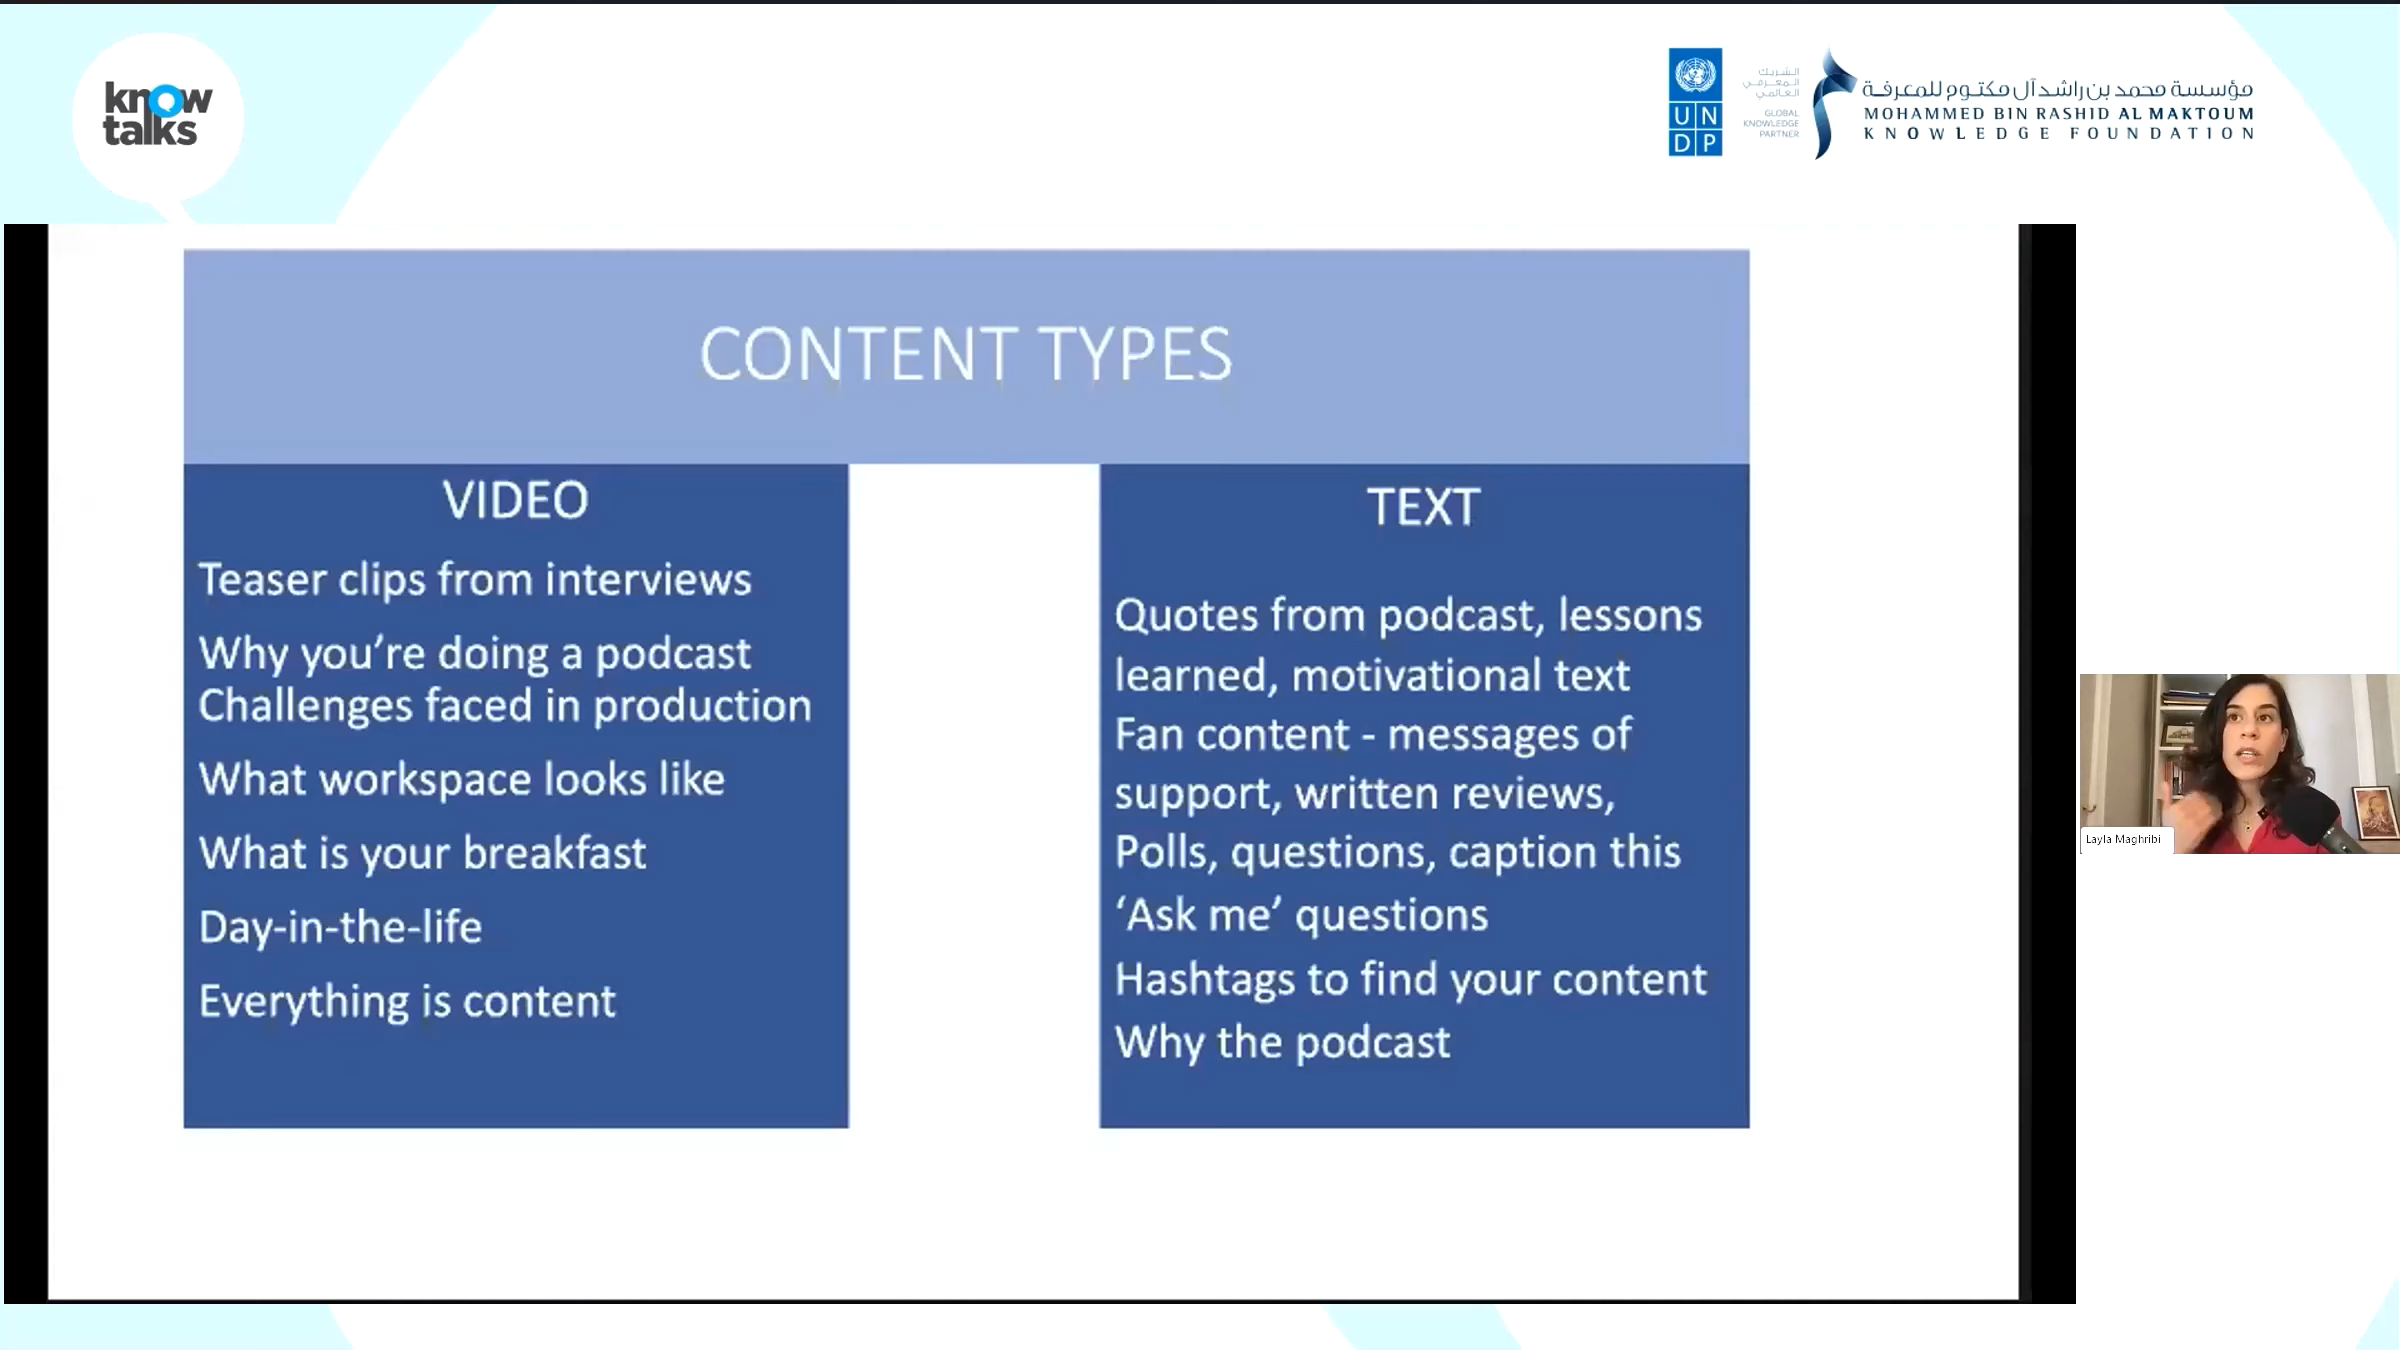 know
talks
UN
DP
الشريك
المعرفي
العالمي
GLOBAL
KNOWLEDGE
PARTNER
مؤسسة محمد بن راشد آل مكتوم للمعرفة
MOHAMMED BIN RASHID AL MAKTOUM
KNOWLEDGE FOUNDATION
CONTENT TYPES
VIDEO
Teaser clips from interviews
Why you’re doing a podcast
Challenges faced in production
What workspace looks like
What is your breakfast
Day-in-the-life
Everything is content
TEXT
Quotes from podcast, lessons
learned, motivational text
Fan content - messages of
support, written reviews,
Polls, questions, caption this
‘Ask me’ questions
Hashtags to find your content
Why the podcast
Layla Maghribi